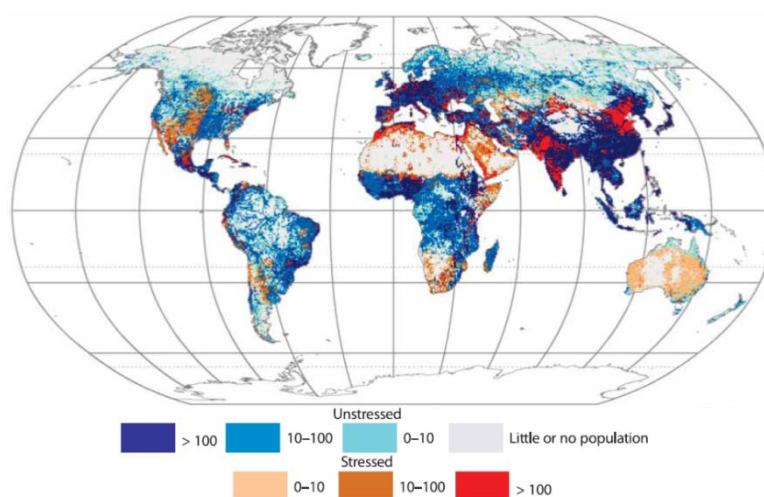 Unstressed
> 100 10–100 0–10 Little or no population
Stressed
0–10 10–100 > 100